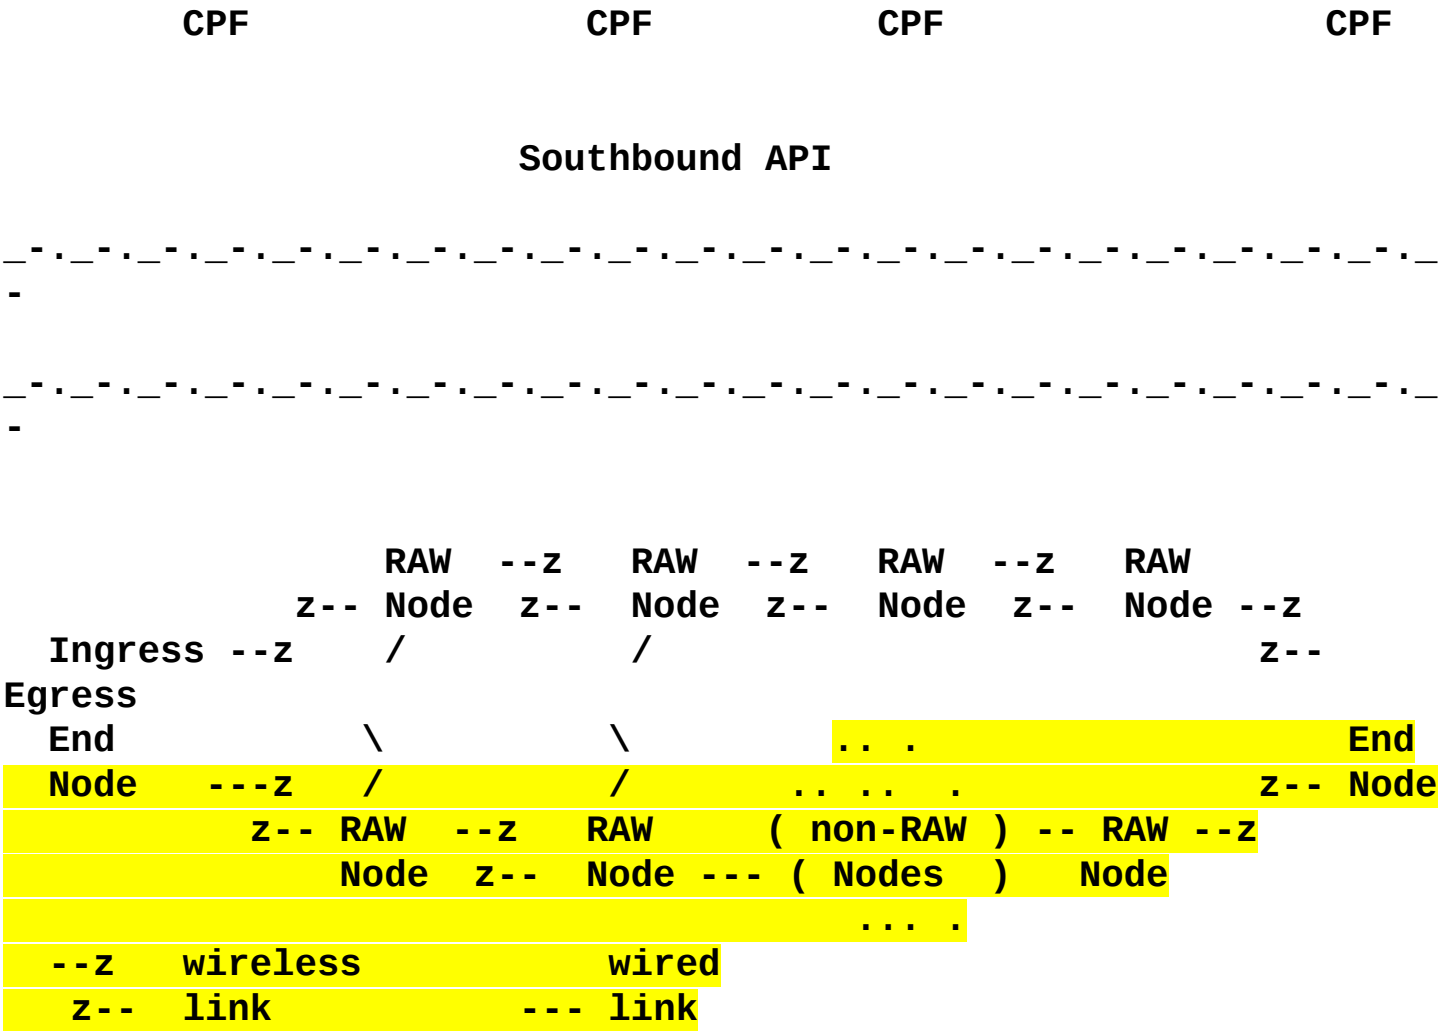 CPF               CPF          CPF                 CPF
                       Southbound API
_-._-._-._-._-._-._-._-._-._-._-._-._-._-._-._-._-._-._-._-._-._
-
_-._-._-._-._-._-._-._-._-._-._-._-._-._-._-._-._-._-._-._-._-._
-
                 RAW  --z   RAW  --z   RAW  --z   RAW
             z-- Node  z--  Node  z--  Node  z--  Node --z
  Ingress --z    /          /                           z--
Egress
  End           \          \         .. .                   End
  Node   ---z   /          /       .. ..  .             z-- Node
           z-- RAW  --z   RAW     ( non-RAW ) -- RAW --z
               Node  z--  Node --- ( Nodes  )   Node
                                      ... .
  --z   wireless           wired
   z--  link           --- link